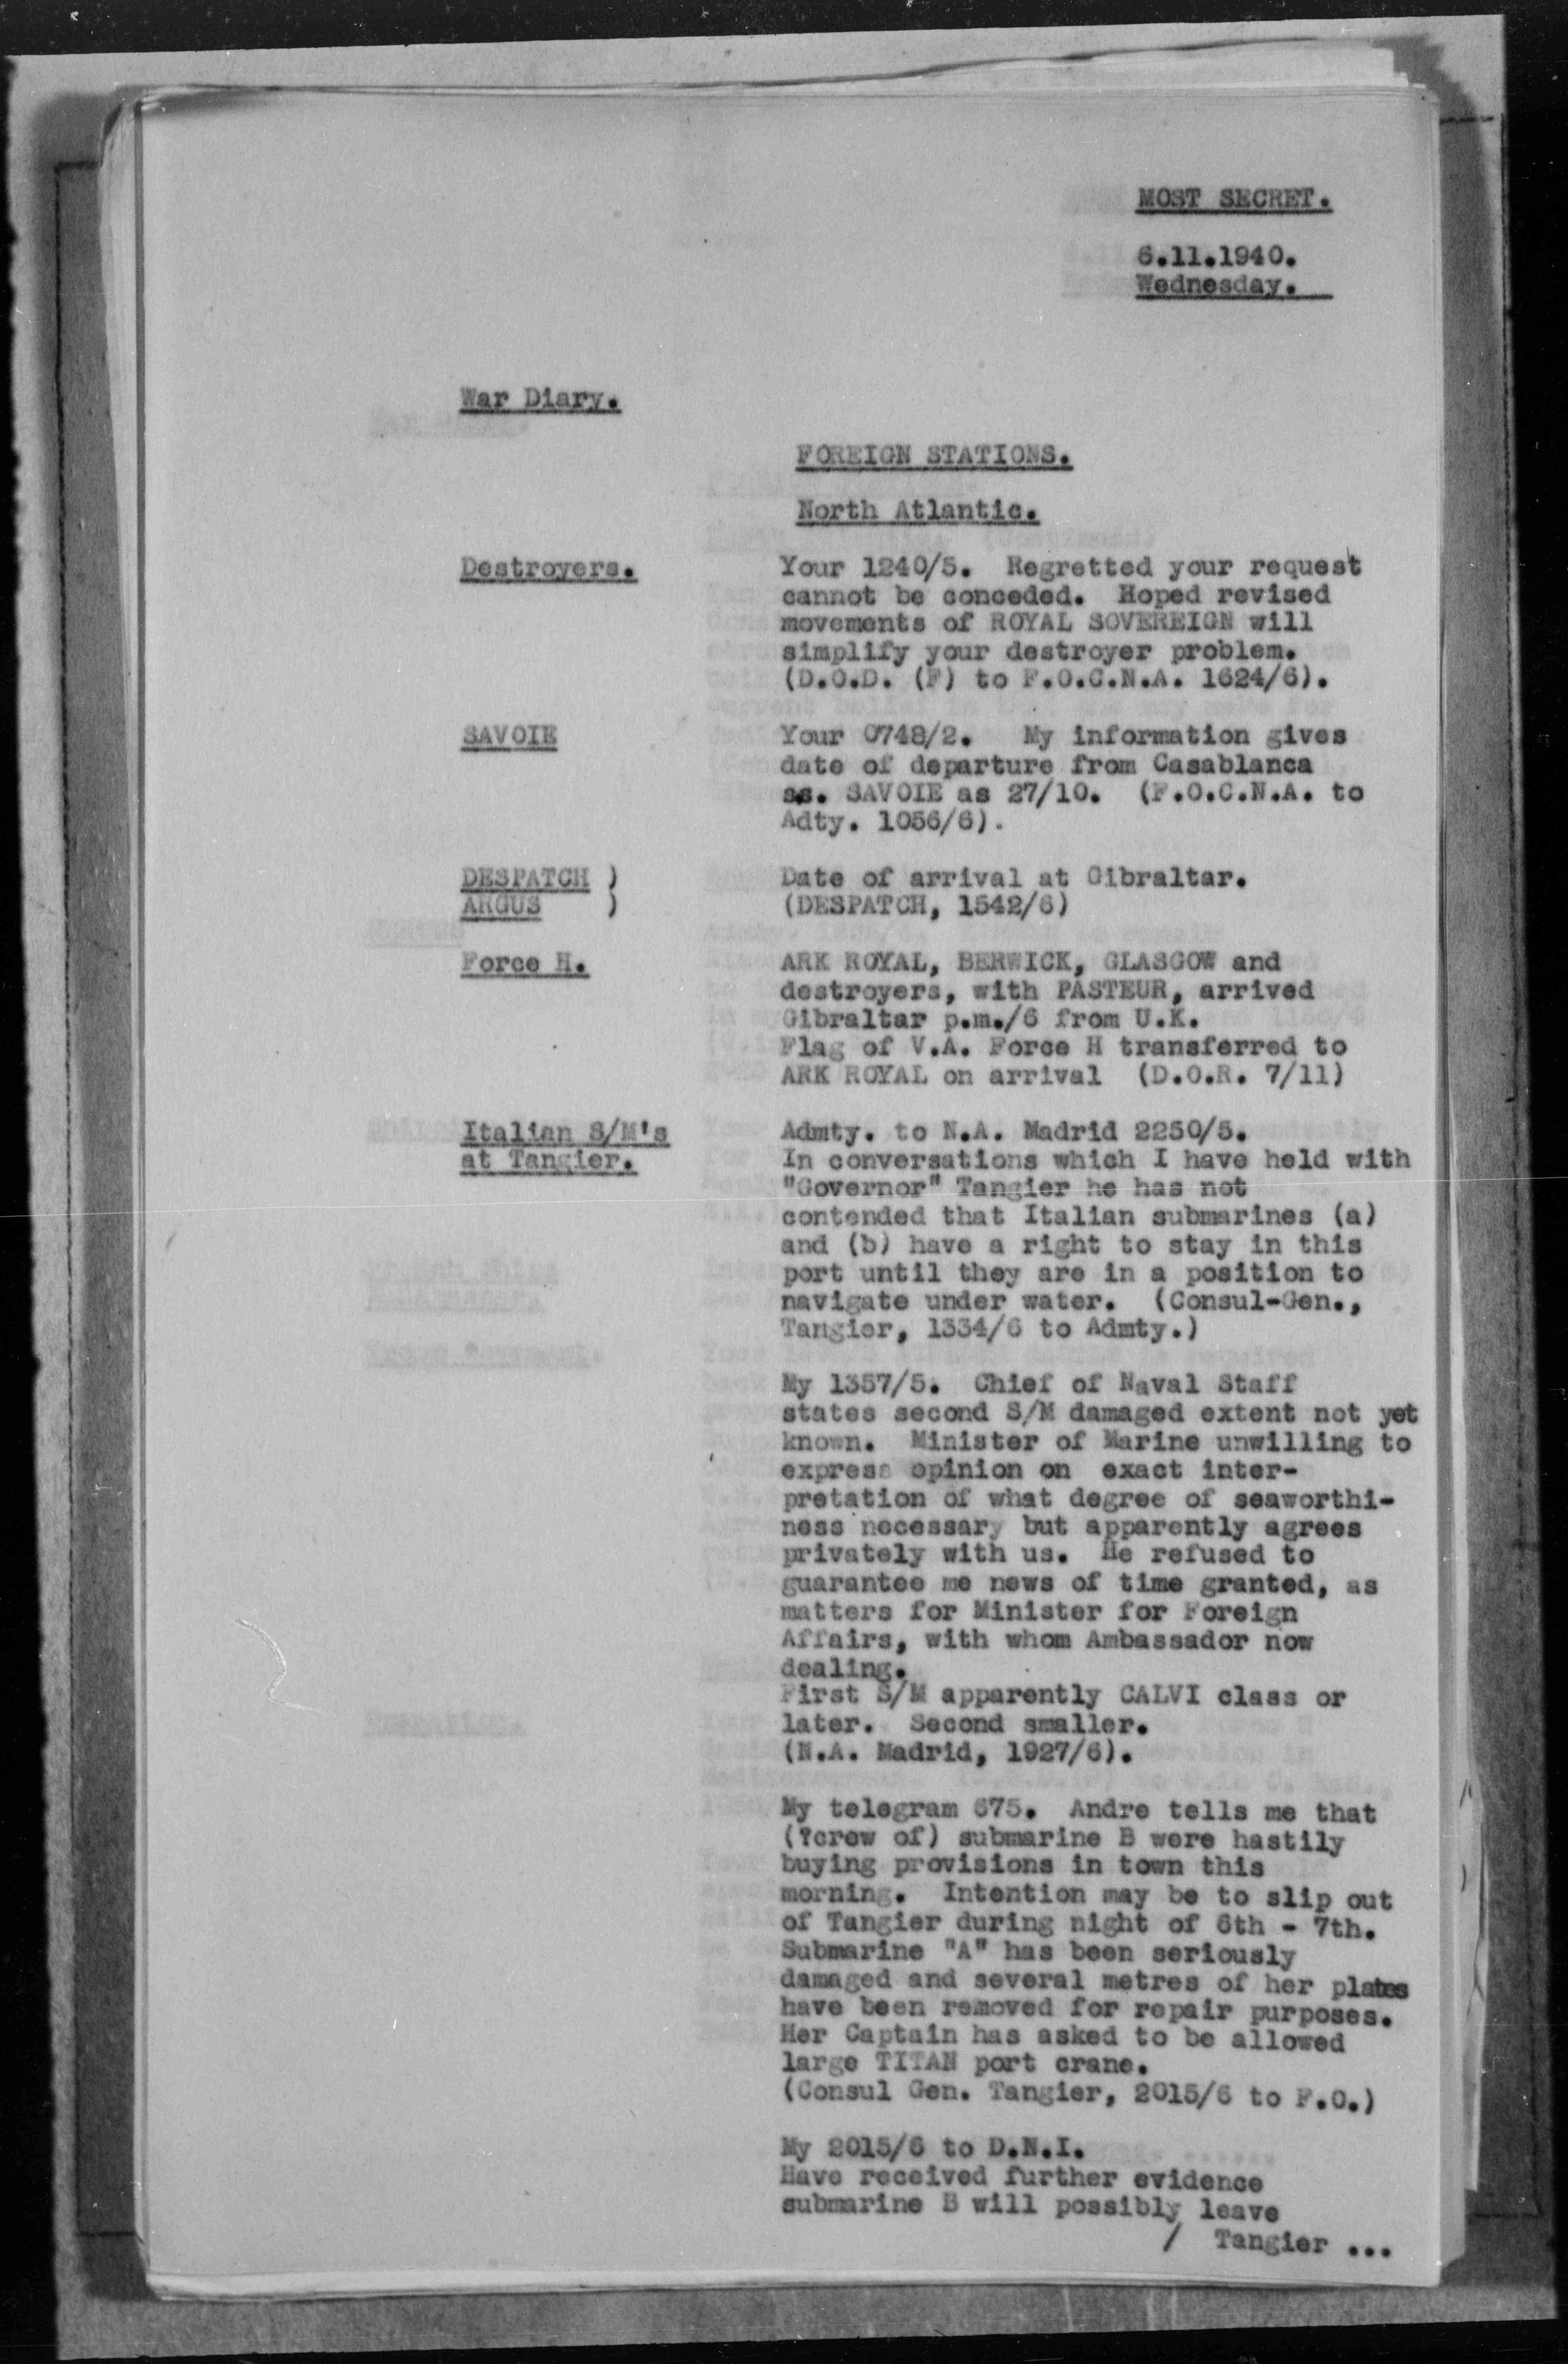 MOST SECRET.
6.11.1940.
Wednesday.
War Diary.
FOREIGN STATIONS.
North Atlantic.
Destroyers.
Your 1240/5. Regretted your request
cannot be conceded. Hoped revised
movements of ROYAL SOVEREIGN will
simplify your destroyer problem.
(D.O.D. (F) to F.O.C.N.A. 1624/6).
SAVOIE
Your 0748/2. My information gives
date of departure from Casablanca
ss. SAVOIE as 27/10. (F.O.C.N.A. to
Adty. 1056/6).
DESPATCH )
ARGUS )
Date of arrival at Gibraltar.
(DESPATCH, 1542/6)
Force H.
ARK ROYAL, BERWICK, GLASGOW and
destroyers, with PASTEUR, arrived
Gibraltar p.m./6 from U.K.
Flag of V.A. Force H transferred to
ARK ROYAL on arrival (D.O.R. 7/11)
Italian S/M's
at Tangier.
Admty. to N.A. Madrid 2250/5.
In conversations which I have held with
"Governor" Tangier he has not
contended that Italian submarines (a)
and (b) have a right to stay in this
port until they are in a position to
navigate under water. (Consul-Gen.,
Tangier, 1334/6 to Admty.)
My 1357/5. Chief of Naval Staff
states second S/M damaged extent not yet
known. Minister of Marine unwilling to
express opinion on exact inter-
pretation of what degree of seaworthi-
ness necessary but apparently agrees
privately with us. He refused to
guarantee me news of time granted, as
matters for Minister for Foreign
Affairs, with whom Ambassador now
dealing.
First S/M apparently CALVI class or
later. Second smaller.
(N.A. Madrid, 1927/6).
My telegram 675. Andre tells me that
(?crew of) submarine B were hastily
buying provisions in town this
morning. Intention may be to slip out
of Tangier during night of 6th - 7th.
Submarine "A" has been seriously
damaged and several metres of her plates
have been removed for repair purposes.
Her Captain has asked to be allowed
large TITAN port crane.
(Consul Gen. Tangier, 2015/6 to F.O.)
My 2015/6 to D.N.I.
Have received further evidence
submarine B will possibly leave
/ Tangier ...